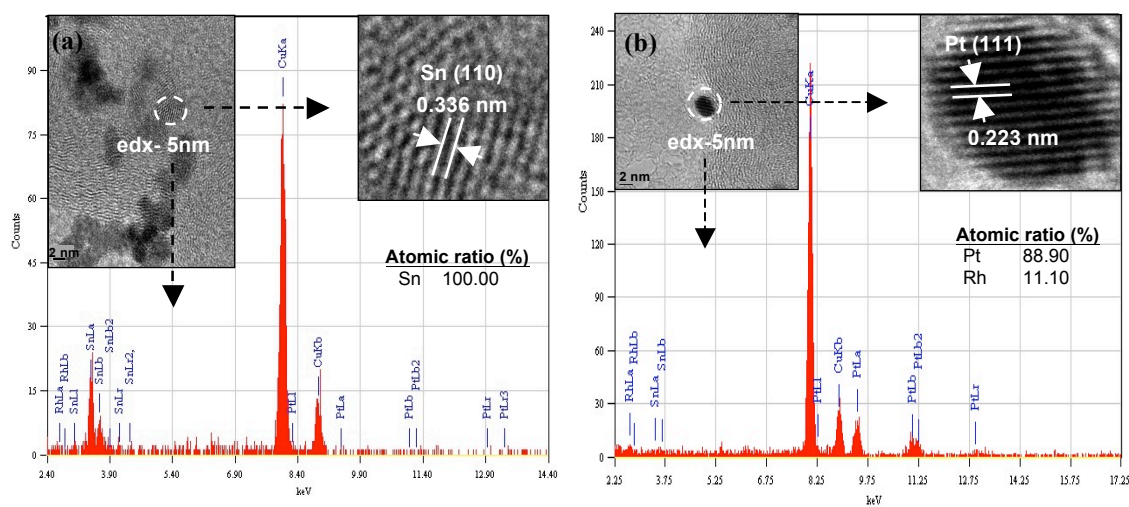 (a)
edx- 5nm
2 nm
Sn (110)
0.336 nm
Atomic ratio (%)
Sn 100.00
Counts
90
75
60
45
30
15
0
RhLa
RhLb
SnLl
SnLa
SnLb
SnLb2
SnLr
SnLr2,
CuKa
PtLl
CuKb
PtLa
PtLb
PtLb2
PtLr
PtLr3
2.40 3.90 5.40 6.90 8.40 9.90 11.40 12.90 14.40
keV
(b)
edx-5nm
2 nm
Pt (111)
0.223 nm
Atomic ratio (%)
Pt 88.90
Rh 11.10
Counts
240
210
180
150
120
90
60
30
0
RhLa
RhLb
SnLa
SnLb
CuKa
PtLl
CuKb
PtLa
PtLb
PtLb2
PtLr
2.25 3.75 5.25 6.75 8.25 9.75 11.25 12.75 14.25 15.75 17.25
keV